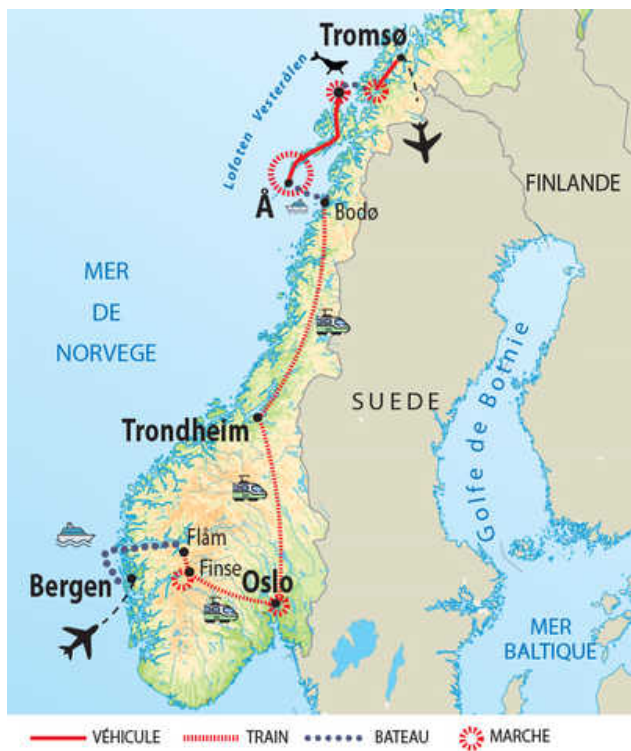 Tromsø
Lofoten Vesterålen
FINLANDE
Å
Bodø
MER
DE
NORVEGE
SUEDE
Golfe de Botnie
Trondheim
Flåm
Finse
Bergen
Oslo
MER
BALTIQUE
VÉHICULE
TRAIN
BATEAU
MARCHE